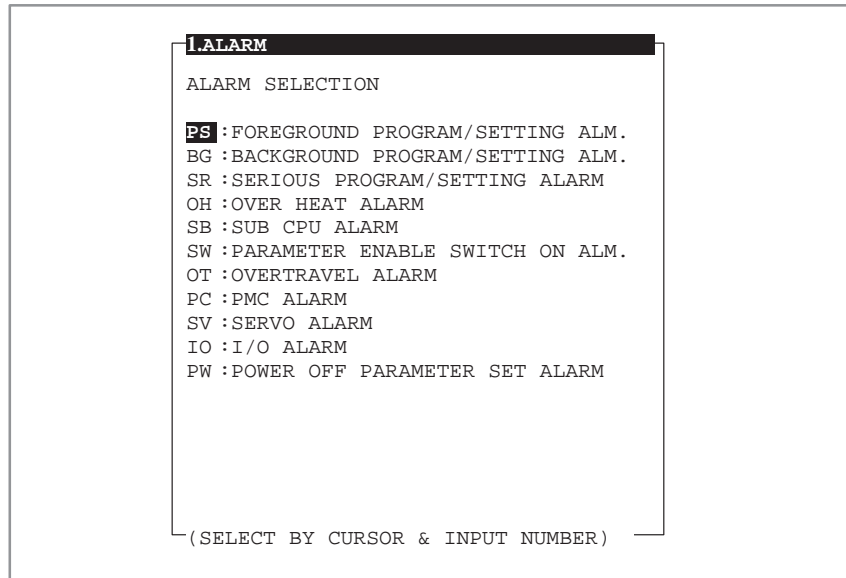 1.ALARM
ALARM SELECTION
PS :FOREGROUND PROGRAM/SETTING ALM.
BG :BACKGROUND PROGRAM/SETTING ALM.
SR :SERIOUS PROGRAM/SETTING ALARM
OH :OVER HEAT ALARM
SB :SUB CPU ALARM
SW :PARAMETER ENABLE SWITCH ON ALM.
OT :OVERTRAVEL ALARM
PC :PMC ALARM
SV :SERVO ALARM
IO :I/O ALARM
PW :POWER OFF PARAMETER SET ALARM
(SELECT BY CURSOR & INPUT NUMBER)